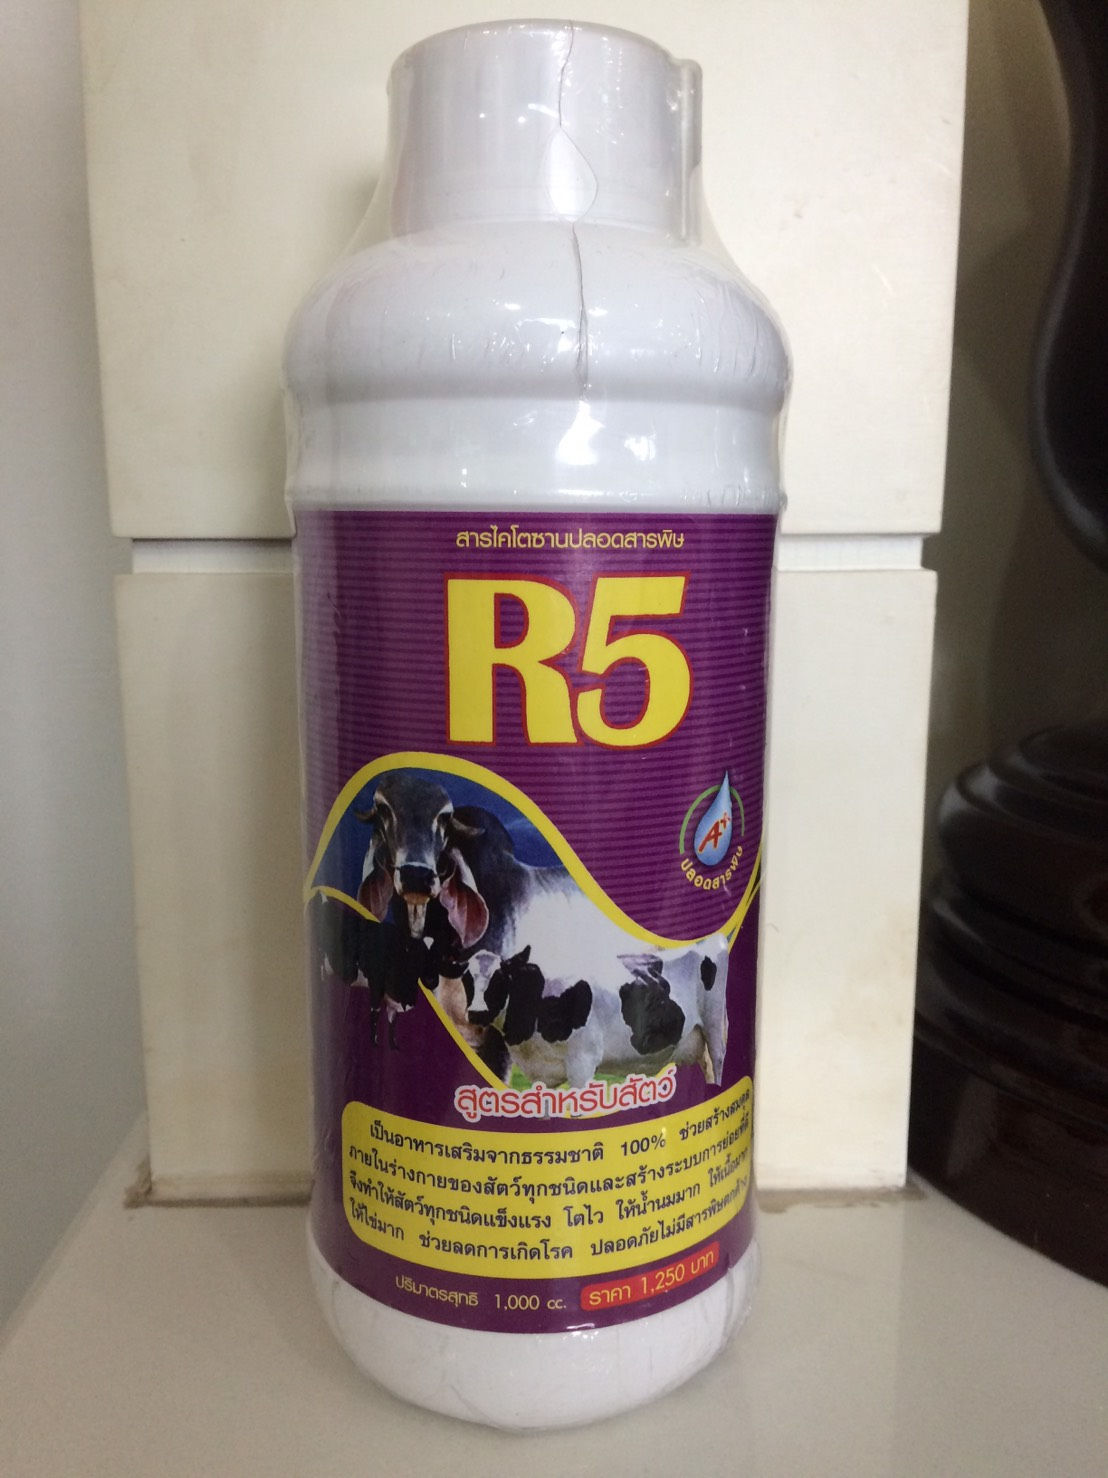 สารไคโตซานปลอดสารพิษ
R5
A+
ปลอดสารพิษ
สูตรสำหรับสัตว์
เป็นอาหารเสริมจากธรรมชาติ 100% ช่วยสร้างสมดุล
ภายในร่างกายของสัตว์ทุกชนิดและสร้างระบบการย่อยที่ดี
จึงทำให้สัตว์ทุกชนิดแข็งแรง โตไว ให้น้ำนมมาก ให้เนื้อมาก
ให้ไข่มาก ช่วยลดการเกิดโรค ปลอดภัยไม่มีสารพิษตกค้าง
ปริมาตรสุทธิ 1,000 cc. ราคา 1,250 บาท